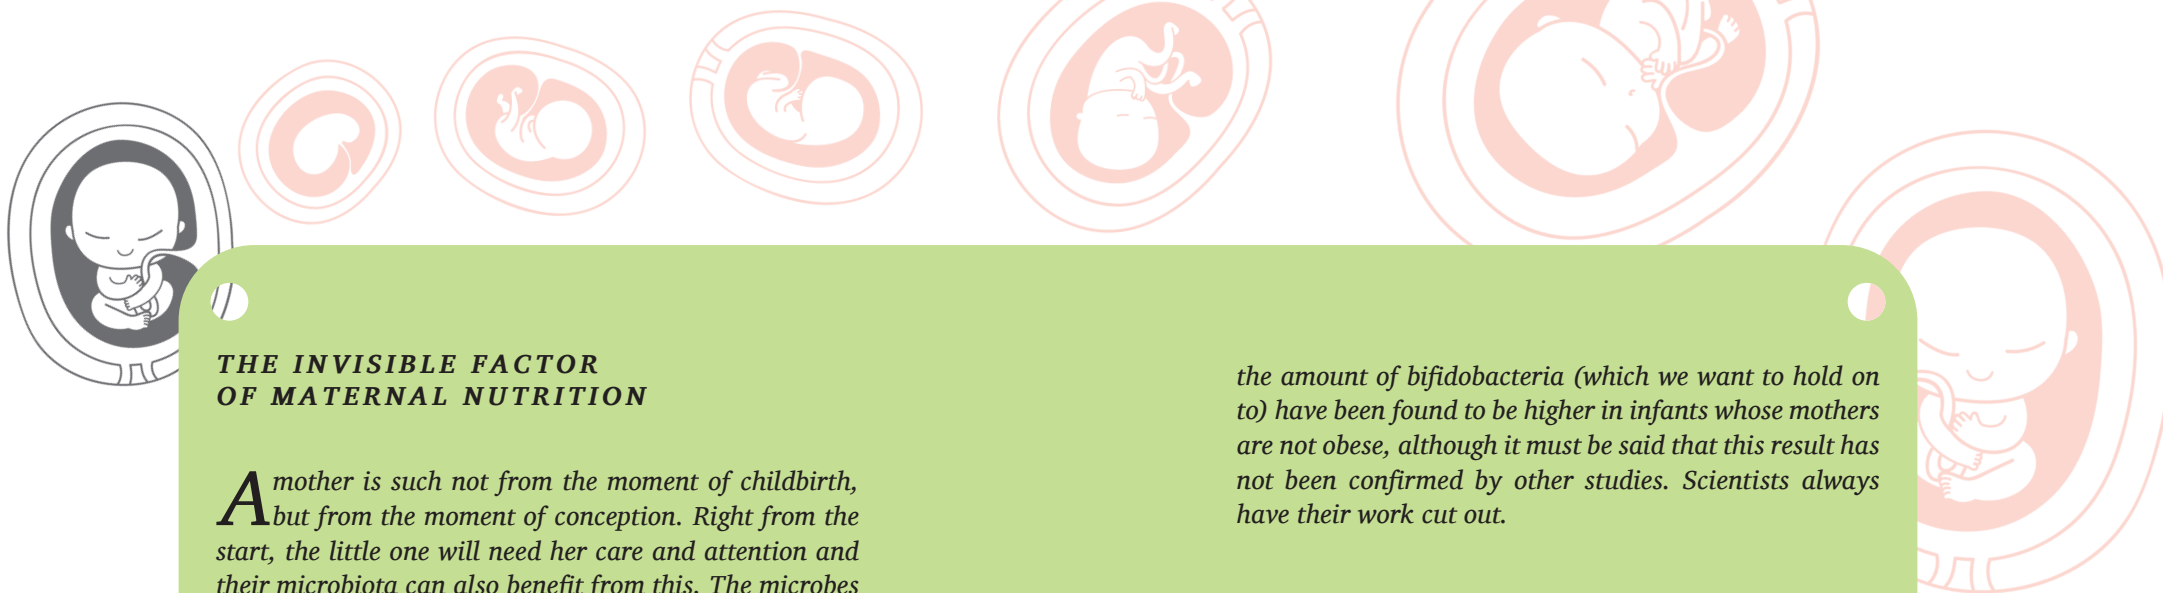 THE INVISIBLE FACTOR
OF MATERNAL NUTRITION
A mother is such not from the moment of childbirth,
but from the moment of conception. Right from the
start, the little one will need her care and attention and
their microbiota can also benefit from this. The microbes
the amount of bifidobacteria (which we want to hold on
to) have been found to be higher in infants whose mothers
are not obese, although it must be said that this result has
not been confirmed by other studies. Scientists always
have their work cut out.